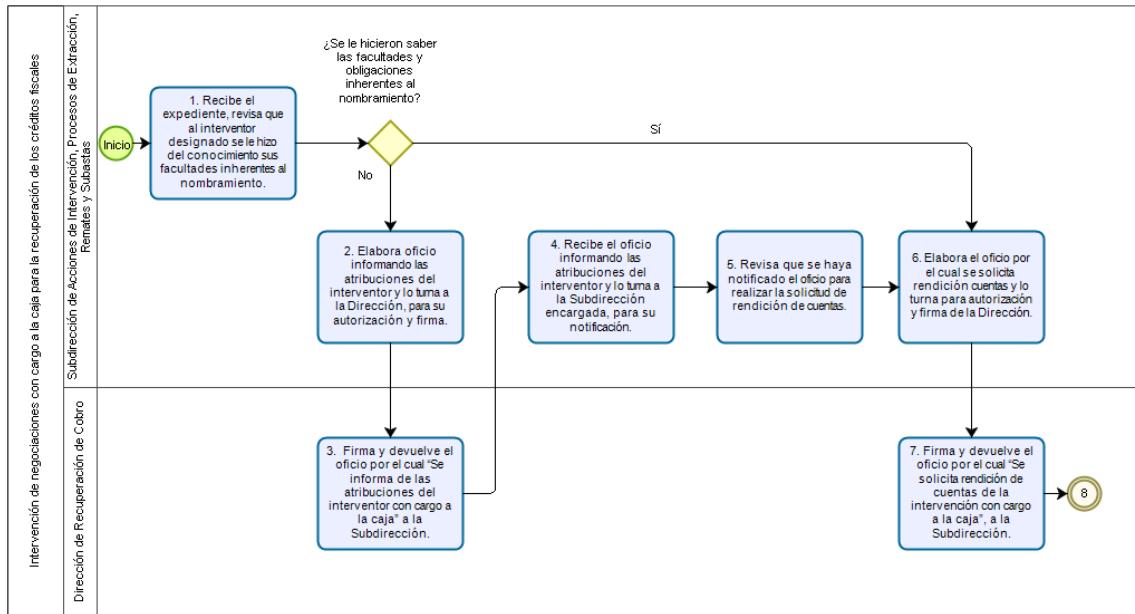 Intervención de negociaciones con cargo a la caja para la recuperación de los créditos fiscales
Subdirección de Acciones de Intervención, Procesos de Extracción,
Remates y Subastas
Inicio
1. Recibe el
expediente, revisa que
al interventor
designado se le hizo
del conocimiento sus
facultades inherentes al
nombramiento.
¿Se le hicieron saber
las facultades y
obligaciones
inherentes al
nombramiento?
Sí
No
2. Elabora oficio
informando las
atribuciones del
interventor y lo turna a
la Dirección, para su
autorización y firma.
4. Recibe el oficio
informando las
atribuciones del
interventor y lo turna a
la Subdirección
encargada, para su
notificación.
5. Revisa que se haya
notificado el oficio para
realizar la solicitud de
rendición de cuentas.
6. Elabora el oficio por
el cual se solicita
rendición cuentas y lo
turna para autorización
y firma de la Dirección.
Dirección de Recuperación de Cobro
3. Firma y devuelve el
oficio por el cual “Se
informa de las
atribuciones del
interventor con cargo a
la caja” a la
Subdirección.
7. Firma y devuelve el
oficio por el cual “Se
solicita rendición de
cuentas de la
intervención con cargo
a la caja”, a la
Subdirección.
8